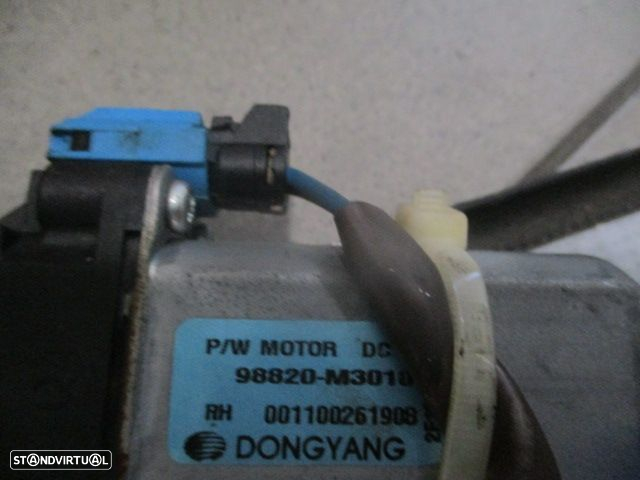 P/W MOTOR DC
98820-M3010
RH 001100261908
DONGYANG
STANDVIRTUAL